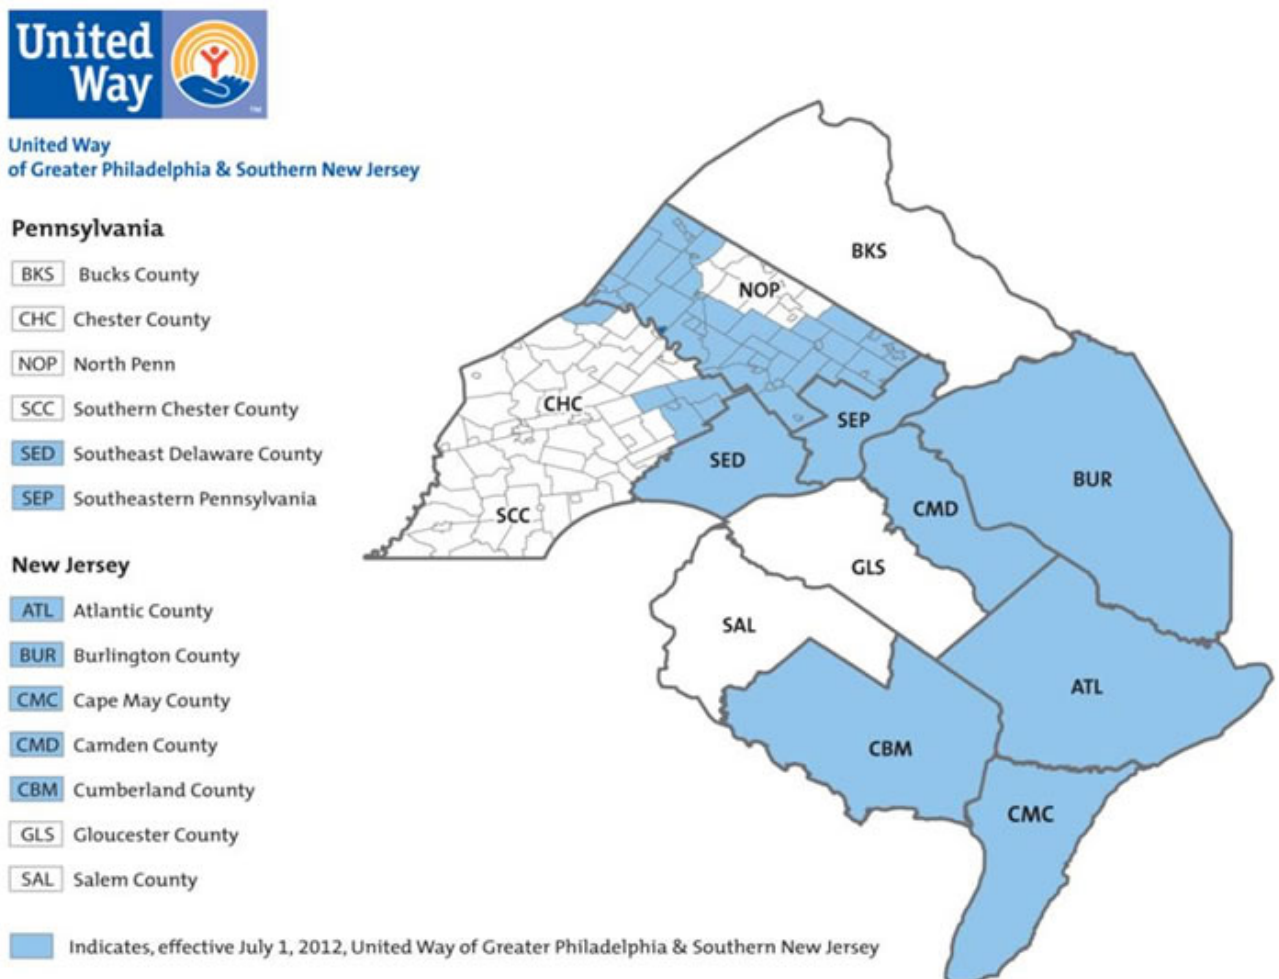 United
Way
TM
United Way
of Greater Philadelphia & Southern New Jersey
Pennsylvania
BKS Bucks County
CHC Chester County
NOP North Penn
SCC Southern Chester County
SED Southeast Delaware County
SEP Southeastern Pennsylvania
New Jersey
ATL Atlantic County
BUR Burlington County
CMC Cape May County
CMD Camden County
CBM Cumberland County
GLS Gloucester County
SAL Salem County
Indicates, effective July 1, 2012, United Way of Greater Philadelphia & Southern New Jersey
BKS
NOP
CHC
SEP
SED
BUR
CMD
SCC
GLS
SAL
ATL
CBM
CMC